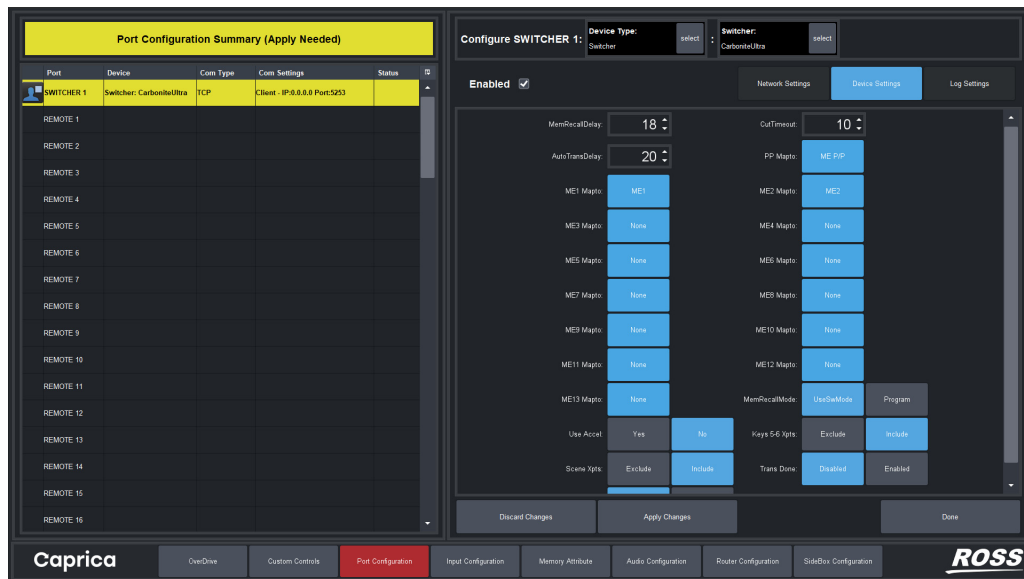 Port Configuration Summary (Apply Needed)
Port Device Com Type Com Settings Status
SWITCHER 1 Switcher: CarboniteUltra TCP Client - IP:0.0.0.0 Port:5253
REMOTE 1
REMOTE 2
REMOTE 3
REMOTE 4
REMOTE 5
REMOTE 6
REMOTE 7
REMOTE 8
REMOTE 9
REMOTE 10
REMOTE 11
REMOTE 12
REMOTE 13
REMOTE 14
REMOTE 15
REMOTE 16
Configure SWITCHER 1: Device Type: Switcher select : Switcher: CarboniteUltra select
Enabled Network Settings Device Settings Log Settings
MemRecallDelay: 18 CutTimeout: 10
AutoTransDelay: 20 PP Mapto: ME P/P
ME1 Mapto: ME1 ME2 Mapto: ME2
ME3 Mapto: None ME4 Mapto: None
ME5 Mapto: None ME6 Mapto: None
ME7 Mapto: None ME8 Mapto: None
ME9 Mapto: None ME10 Mapto: None
ME11 Mapto: None ME12 Mapto: None
ME13 Mapto: None MemRecallMode: UseSwMode Program
Use Accel: Yes No Keys 5-6 Xpts: Exclude Include
Scene Xpts: Exclude Include Trans Done: Disabled Enabled
Discard Changes Apply Changes Done
Caprica OverDrive Custom Controls Port Configuration Input Configuration Memory Attribute Audio Configuration Router Configuration SideBox Configuration ROSS